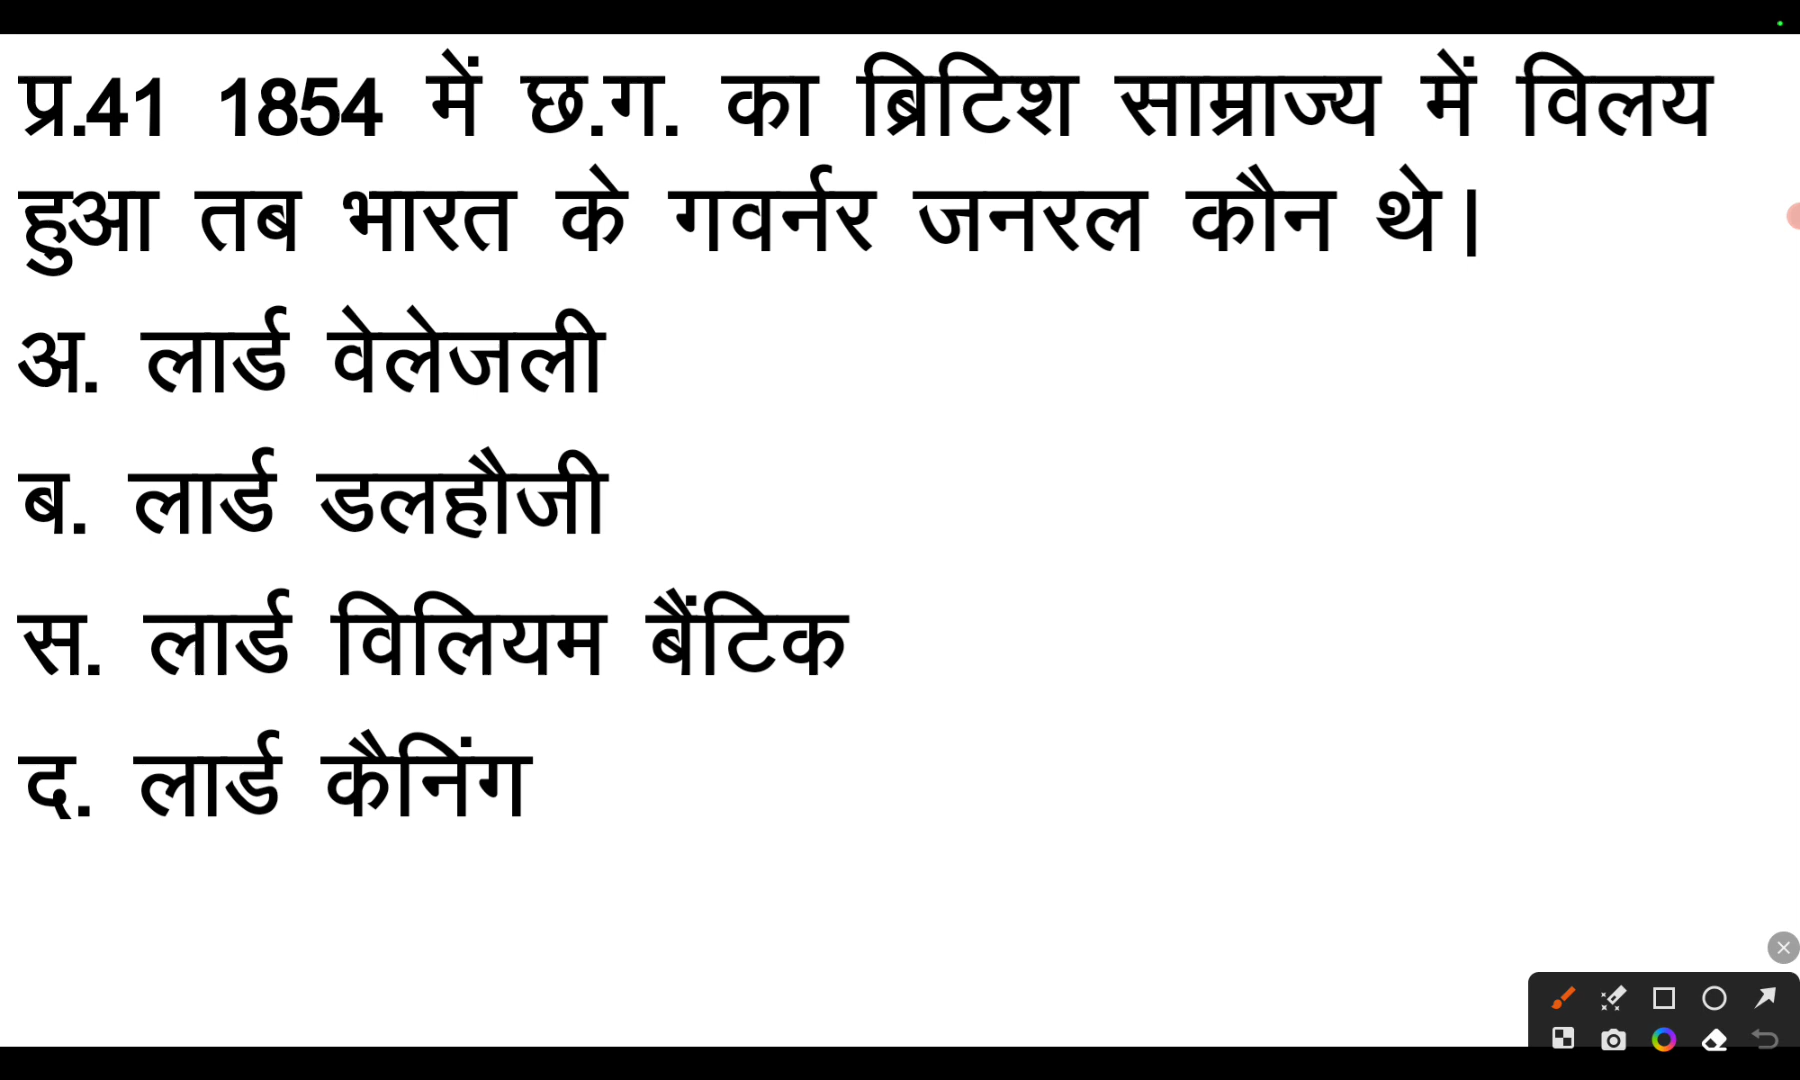 प्र.41 1854 में छ.ग. का ब्रिटिश साम्राज्य में विलय
हुआ तब भारत के गवर्नर जनरल कौन थे।
अ. लार्ड वेलेजली
ब. लार्ड डलहौजी
स. लार्ड विलियम बैंटिक
द. लार्ड कैनिंग